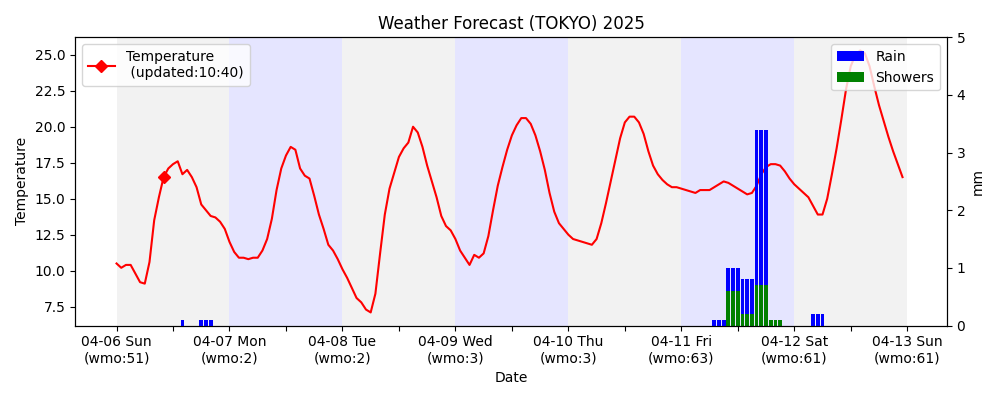 Weather Forecast (TOKYO) 2025
Temperature
(updated:10:40)
Rain
Showers
25.0
22.5
20.0
17.5
15.0
12.5
10.0
7.5
Temperature
5
4
3
2
1
0
mm
04-06 Sun 04-07 Mon 04-08 Tue 04-09 Wed 04-10 Thu 04-11 Fri 04-12 Sat 04-13 Sun
(wmo:51) (wmo:2) (wmo:2) (wmo:3) (wmo:3) (wmo:63) (wmo:61) (wmo:61)
Date